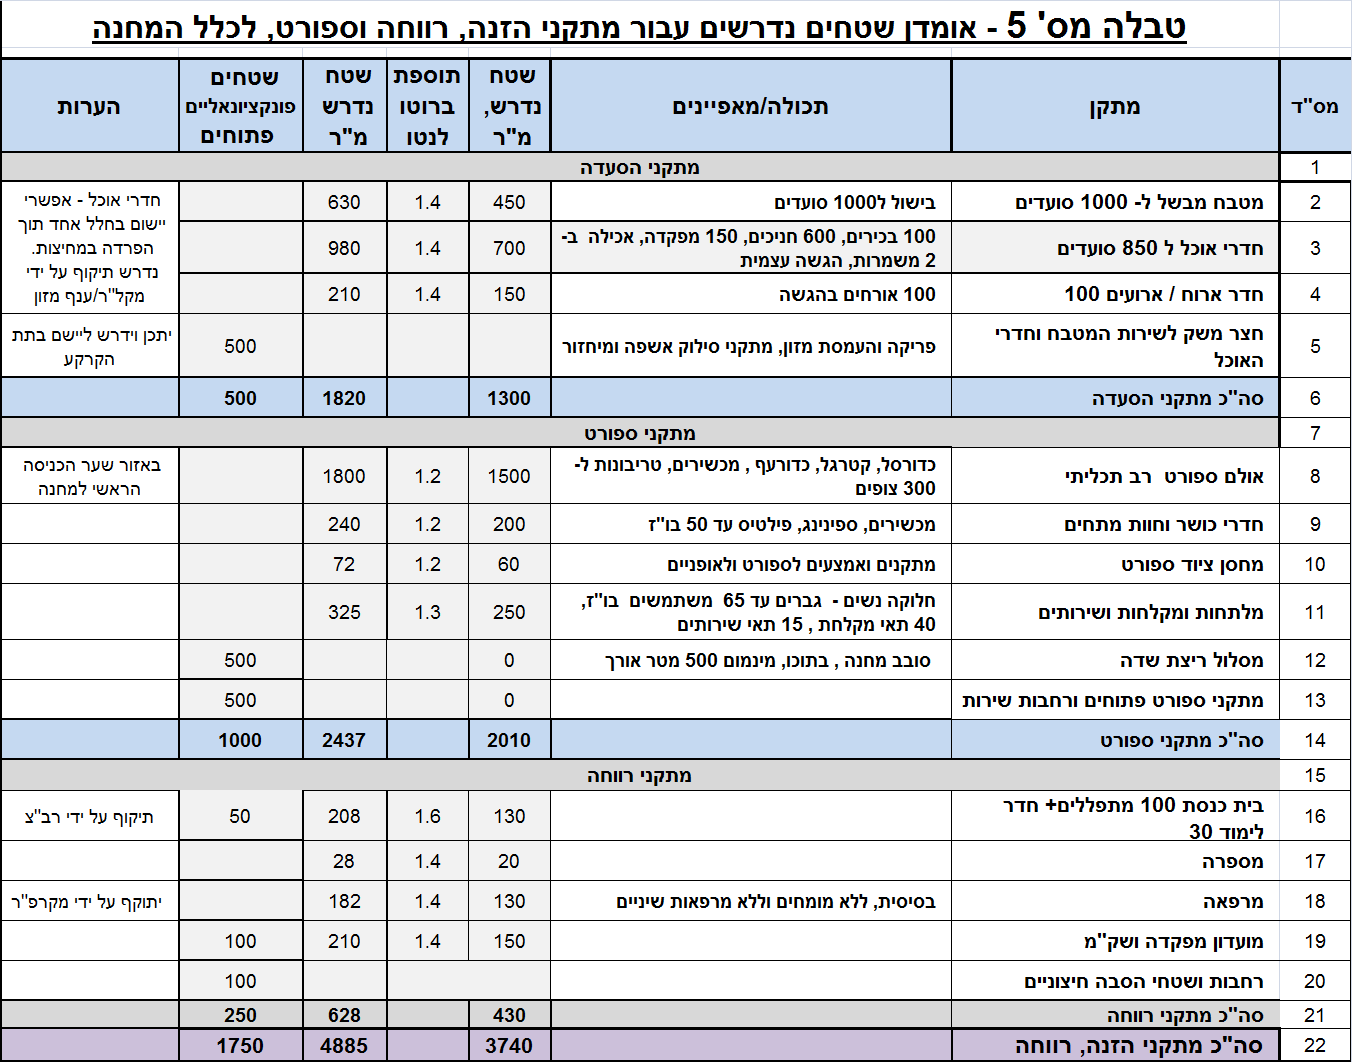 טבלה מס' 5 - אומדן שטחים נדרשים עבור מתקני הזנה, רווחה וספורט, לכלל המחנה
מס"ד מתקן תכולה/מאפיינים שטח נדרש, מ"ר תוספת ברוטו לנטו שטח נדרש מ"ר שטחים פונקציונאליים פתוחים הערות
1 מתקני הסעדה
2 מטבח מבשל ל- 1000 סועדים בישול ל1000 סועדים 450 1.4 630 חדרי אוכל - אפשרי יישום בחלל אחד תוך הפרדה במחיצות. נדרש תיקוף על ידי מקל"ר/ענף מזון
3 חדרי אוכל ל 850 סועדים 100 בכירים, 600 חניכים, 150 מפקדה, אכילה ב- 2 משמרות, הגשה עצמית 700 1.4 980
4 חדר ארוח / ארועים 100 100 אורחים בהגשה 150 1.4 210
5 חצר משק לשירות המטבח וחדרי האוכל פריקה והעמסת מזון, מתקני סילוק אשפה ומיחזור 500 יתכן וידרש ליישם בתת הקרקע
6 סה"כ מתקני הסעדה 1300 1820 500
7 מתקני ספורט
8 אולם ספורט רב תכליתי כדורסל, קטרגל, כדורעף , מכשירים, טריבונות ל- 300 צופים 1500 1.2 1800 באזור שער הכניסה הראשי למחנה
9 חדרי כושר וחוות מתחים מכשירים, ספינינג, פילטיס עד 50 בו"ז 200 1.2 240
10 מחסן ציוד ספורט מתקנים ואמצעים לספורט ולאופניים 60 1.2 72
11 מלתחות ומקלחות ושירותים חלוקה נשים - גברים עד 65 משתמשים בו"ז, 40 תאי מקלחת , 15 תאי שירותים 250 1.3 325
12 מסלול ריצת שדה סובב מחנה , בתוכו, מינמום 500 מטר אורך 0 500
13 מתקני ספורט פתוחים ורחבות שירות 0 500
14 סה"כ מתקני ספורט 2010 2437 1000
15 מתקני רווחה
16 בית כנסת 100 מתפללים+ חדר לימוד 30 130 1.6 208 50 תיקוף על ידי רב"צ
17 מספרה 20 1.4 28
18 מרפאה בסיסית, ללא מומחים וללא מרפאות שיניים 130 1.4 182 יתוקף על ידי מקרפ"ר
19 מועדון מפקדה ושק"מ 150 1.4 210 100
20 רחבות ושטחי הסבה חיצוניים 100
21 סה"כ מתקני רווחה 430 628 250
22 סה"כ מתקני הזנה, רווחה 3740 4885 1750